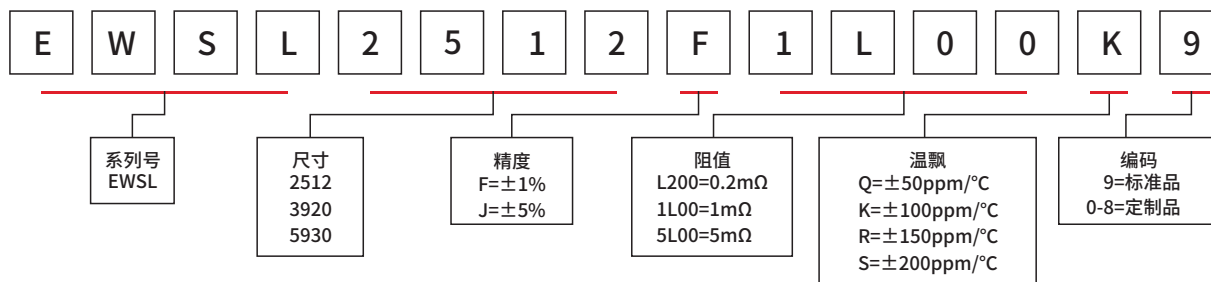 E W S L 2 5 1 2 F 1 L 0 0 K 9
系列号
EWSL
尺寸
2512
3920
5930
精度
F=±1%
J=±5%
阻值
L200=0.2mΩ
1L00=1mΩ
5L00=5mΩ
温飘
Q=±50ppm/°C
K=±100ppm/°C
R=±150ppm/°C
S=±200ppm/°C
编码
9=标准品
0-8=定制品